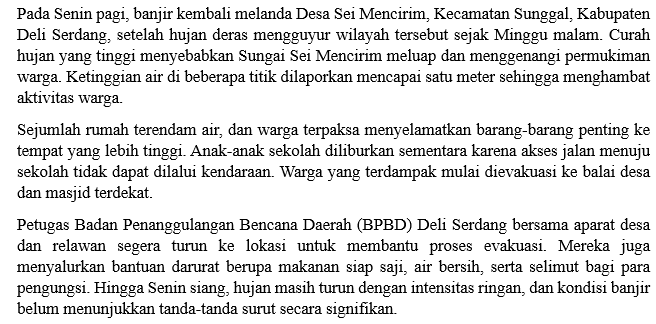 Pada Senin pagi, banjir kembali melanda Desa Sei Mencirim, Kecamatan Sunggal, Kabupaten
Deli Serdang, setelah hujan deras mengguyur wilayah tersebut sejak Minggu malam. Curah
hujan yang tinggi menyebabkan Sungai Sei Mencirim meluap dan menggenangi permukiman
warga. Ketinggian air di beberapa titik dilaporkan mencapai satu meter sehingga menghambat
aktivitas warga.
Sejumlah rumah terendam air, dan warga terpaksa menyelamatkan barang-barang penting ke
tempat yang lebih tinggi. Anak-anak sekolah diliburkan sementara karena akses jalan menuju
sekolah tidak dapat dilalui kendaraan. Warga yang terdampak mulai dievakuasi ke balai desa
dan masjid terdekat.
Petugas Badan Penanggulangan Bencana Daerah (BPBD) Deli Serdang bersama aparat desa
dan relawan segera turun ke lokasi untuk membantu proses evakuasi. Mereka juga
menyalurkan bantuan darurat berupa makanan siap saji, air bersih, serta selimut bagi para
pengungsi. Hingga Senin siang, hujan masih turun dengan intensitas ringan, dan kondisi banjir
belum menunjukkan tanda-tanda surut secara signifikan.